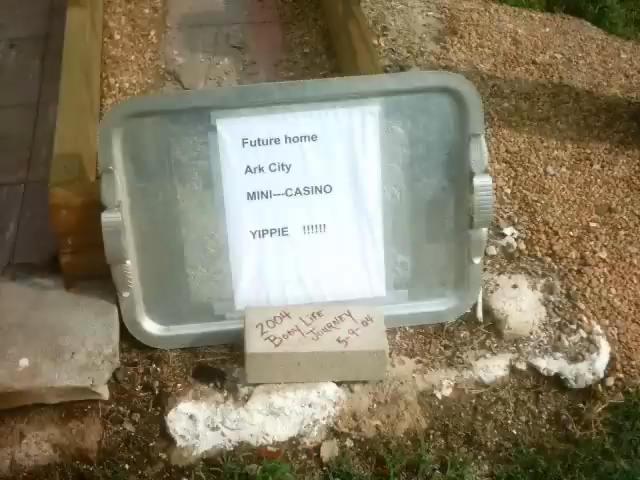 Future home
Ark City
MINI---CASINO
YIPPIE !!!!!!
2004
BODY LIFE
JOURNEY
5-9-04